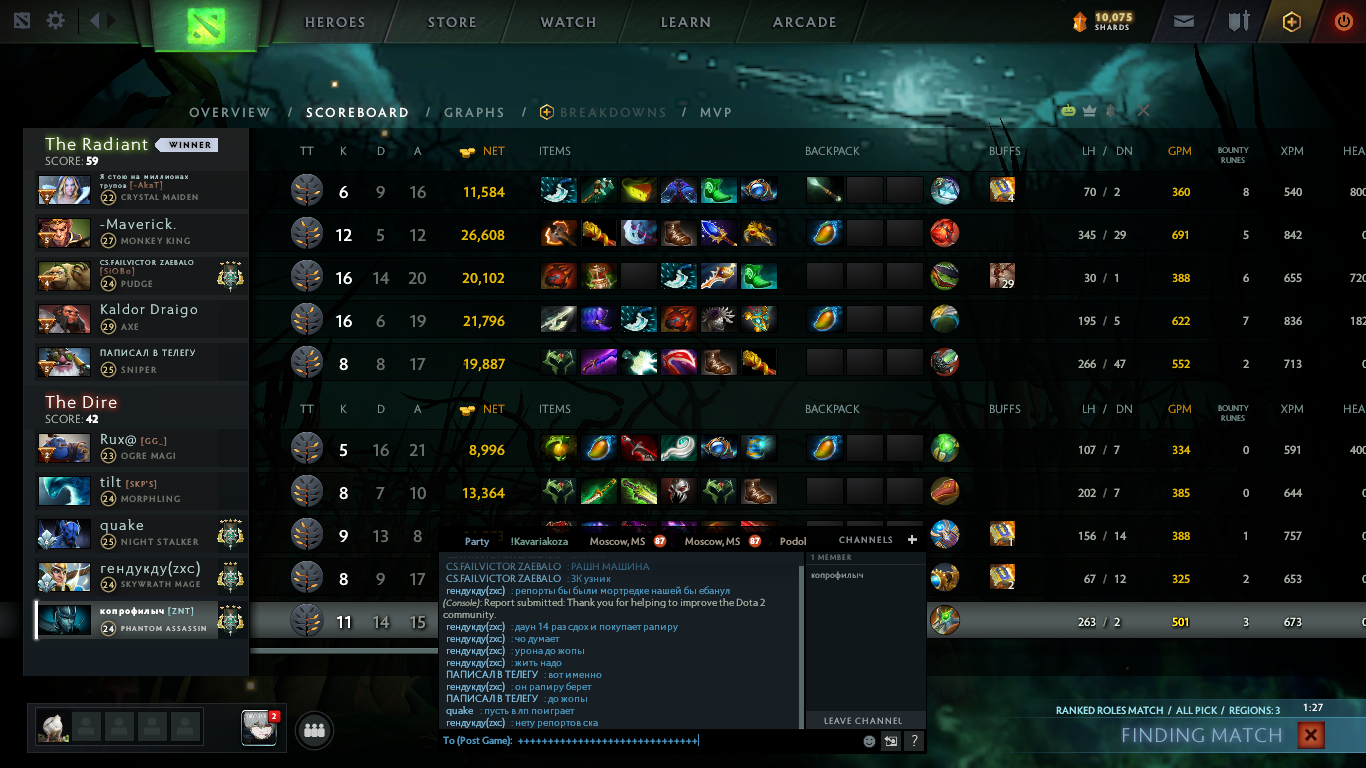 HEROES STORE WATCH LEARN ARCADE 10,075 SHARDS
OVERVIEW / SCOREBOARD / GRAPHS / BREAKDOWNS / MVP
The Radiant WINNER
SCORE: 59
TT K D A NET ITEMS BACKPACK BUFFS LH / DN GPM BOUNTY RUNES XPM HEA
Я стою на миллионах трупов [-AkaT] 22 CRYSTAL MAIDEN 6 9 16 11,584 4 70 / 2 360 8 540 800
-Maverick. 27 MONKEY KING 12 5 12 26,608 345 / 29 691 5 842 0
CS.FAILVICTOR ZAEBALO [SiOBo] 24 PUDGE 16 14 20 20,102 29 30 / 1 388 6 655 720
Kaldor Draigo 29 AXE 16 6 19 21,796 195 / 5 622 7 836 182
ПАПИСАЛ В ТЕЛЕГУ 25 SNIPER 8 8 17 19,887 266 / 47 552 2 713 0
The Dire
SCORE: 42
TT K D A NET ITEMS BACKPACK BUFFS LH / DN GPM BOUNTY RUNES XPM HEA
Rux@ [GG_] 23 OGRE MAGI 5 16 21 8,996 107 / 7 334 0 591 400
tilt [SKP'S] 24 MORPHLING 8 7 10 13,364 202 / 7 385 0 644 0
quake 25 NIGHT STALKER 9 13 8 1 156 / 14 388 1 757 0
гендукду(zxc) 24 SKYWRATH MAGE 8 9 17 2 67 / 12 325 2 653 0
копрофилыч [ZNT] 24 PHANTOM ASSASSIN 11 14 15 263 / 2 501 3 673 0
Party !Kavariakoza Moscow, MS 87 Moscow, MS 87 Podol CHANNELS +
1 MEMBER
копрофилыч
CS.FAILVICTOR ZAEBALO : РАШН МАШИНА
CS.FAILVICTOR ZAEBALO : ЗК узник
гендукду(zxc) : репорты бы были мортредке нашей бы ебанул
(Console): Report submitted: Thank you for helping to improve the Dota 2
community.
гендукду(zxc) : даун 14 раз сдох и покупает рапиру
гендукду(zxc) : чо думает
гендукду(zxc) : урона до жопы
гендукду(zxc) : жить надо
ПАПИСАЛ В ТЕЛЕГУ : вот именно
гендукду(zxc) : он рапиру берет
ПАПИСАЛ В ТЕЛЕГУ : до жопы
quake : пусть в лп поиграет
гендукду(zxc) : нету репортов ска
LEAVE CHANNEL
To (Post Game): ++++++++++++++++++++++++++++++
?
2
RANKED ROLES MATCH / ALL PICK / REGIONS: 3 1:27
FINDING MATCH